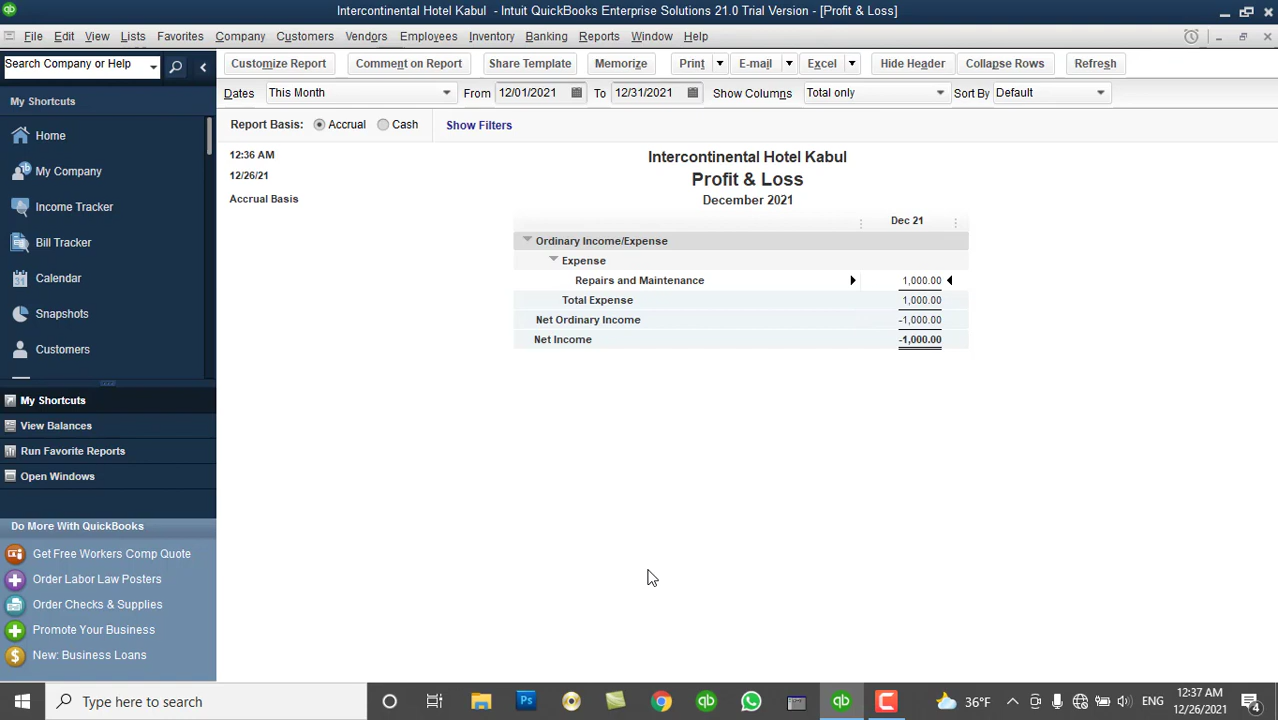 Intercontinental Hotel Kabul - Intuit QuickBooks Enterprise Solutions 21.0 Trial Version - [Profit & Loss]
File Edit View Lists Favorites Company Customers Vendors Employees Inventory Banking Reports Window Help
Search Company or Help
Customize Report Comment on Report Share Template Memorize Print E-mail Excel Hide Header Collapse Rows Refresh
Dates This Month From 12/01/2021 To 12/31/2021 Show Columns Total only Sort By Default
Report Basis: Accrual Cash Show Filters
My Shortcuts
Home
My Company
Income Tracker
Bill Tracker
Calendar
Snapshots
Customers
My Shortcuts
View Balances
Run Favorite Reports
Open Windows
Do More With QuickBooks
Get Free Workers Comp Quote
Order Labor Law Posters
Order Checks & Supplies
Promote Your Business
New: Business Loans
12:36 AM
12/26/21
Accrual Basis
Intercontinental Hotel Kabul
Profit & Loss
December 2021
Dec 21
Ordinary Income/Expense
Expense
Repairs and Maintenance 1,000.00
Total Expense 1,000.00
Net Ordinary Income -1,000.00
Net Income -1,000.00
Type here to search
Ps
qb
qb
36°F
ENG
12:37 AM
12/26/2021
4